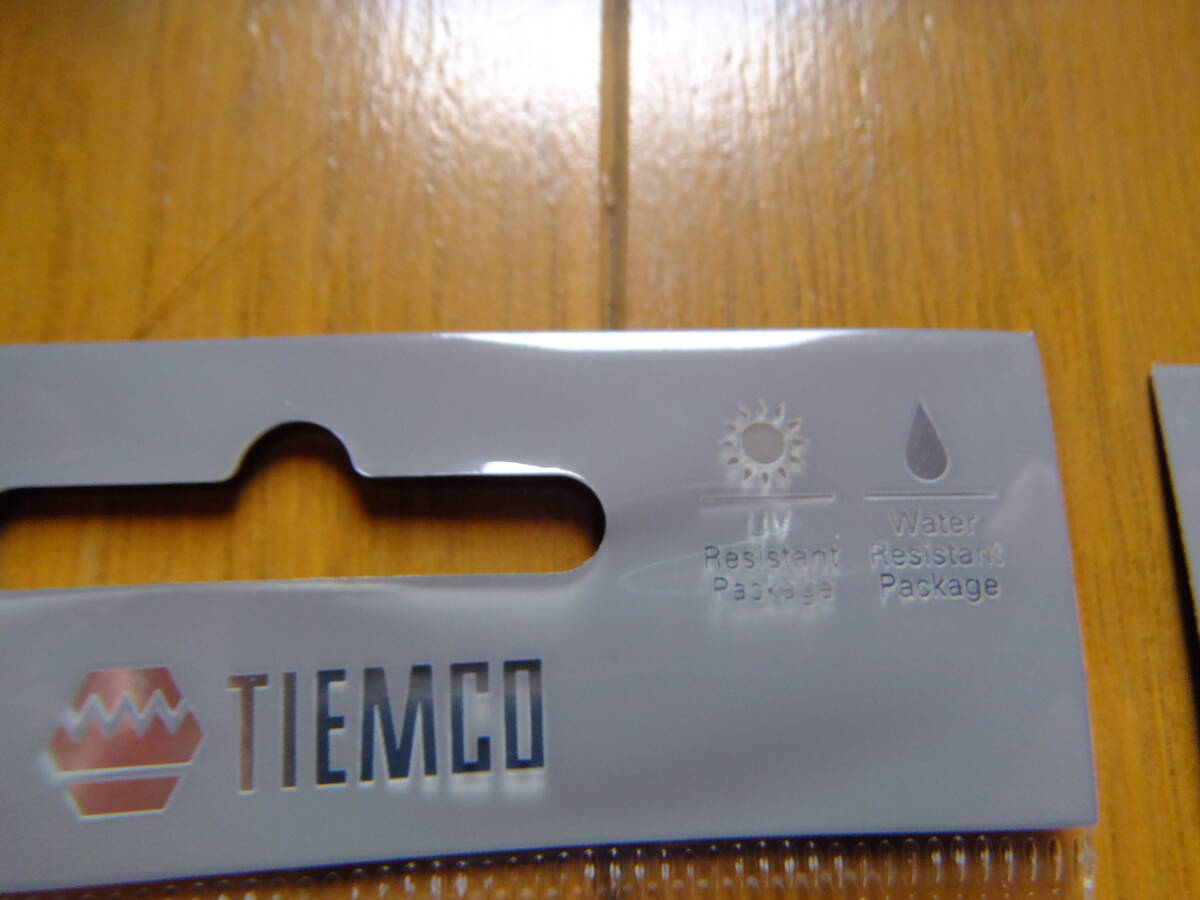 UV
Resistant
Package
Water
Resistant
Package
TIEMCO